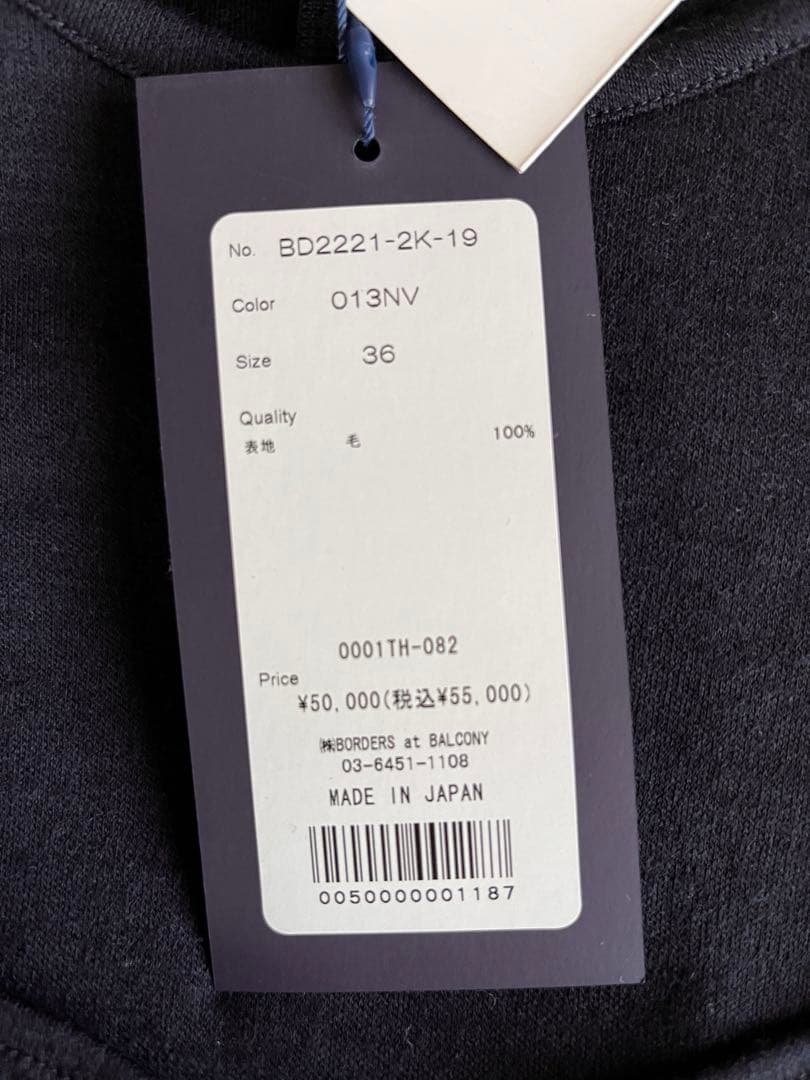 No. BD2221-2K-19
Color 013NV
Size 36
Quality
表地 毛 100%
0001TH-082
Price
¥50,000(税込¥55,000)
㈱BORDERS at BALCONY
03-6451-1108
MADE IN JAPAN
0050000001187